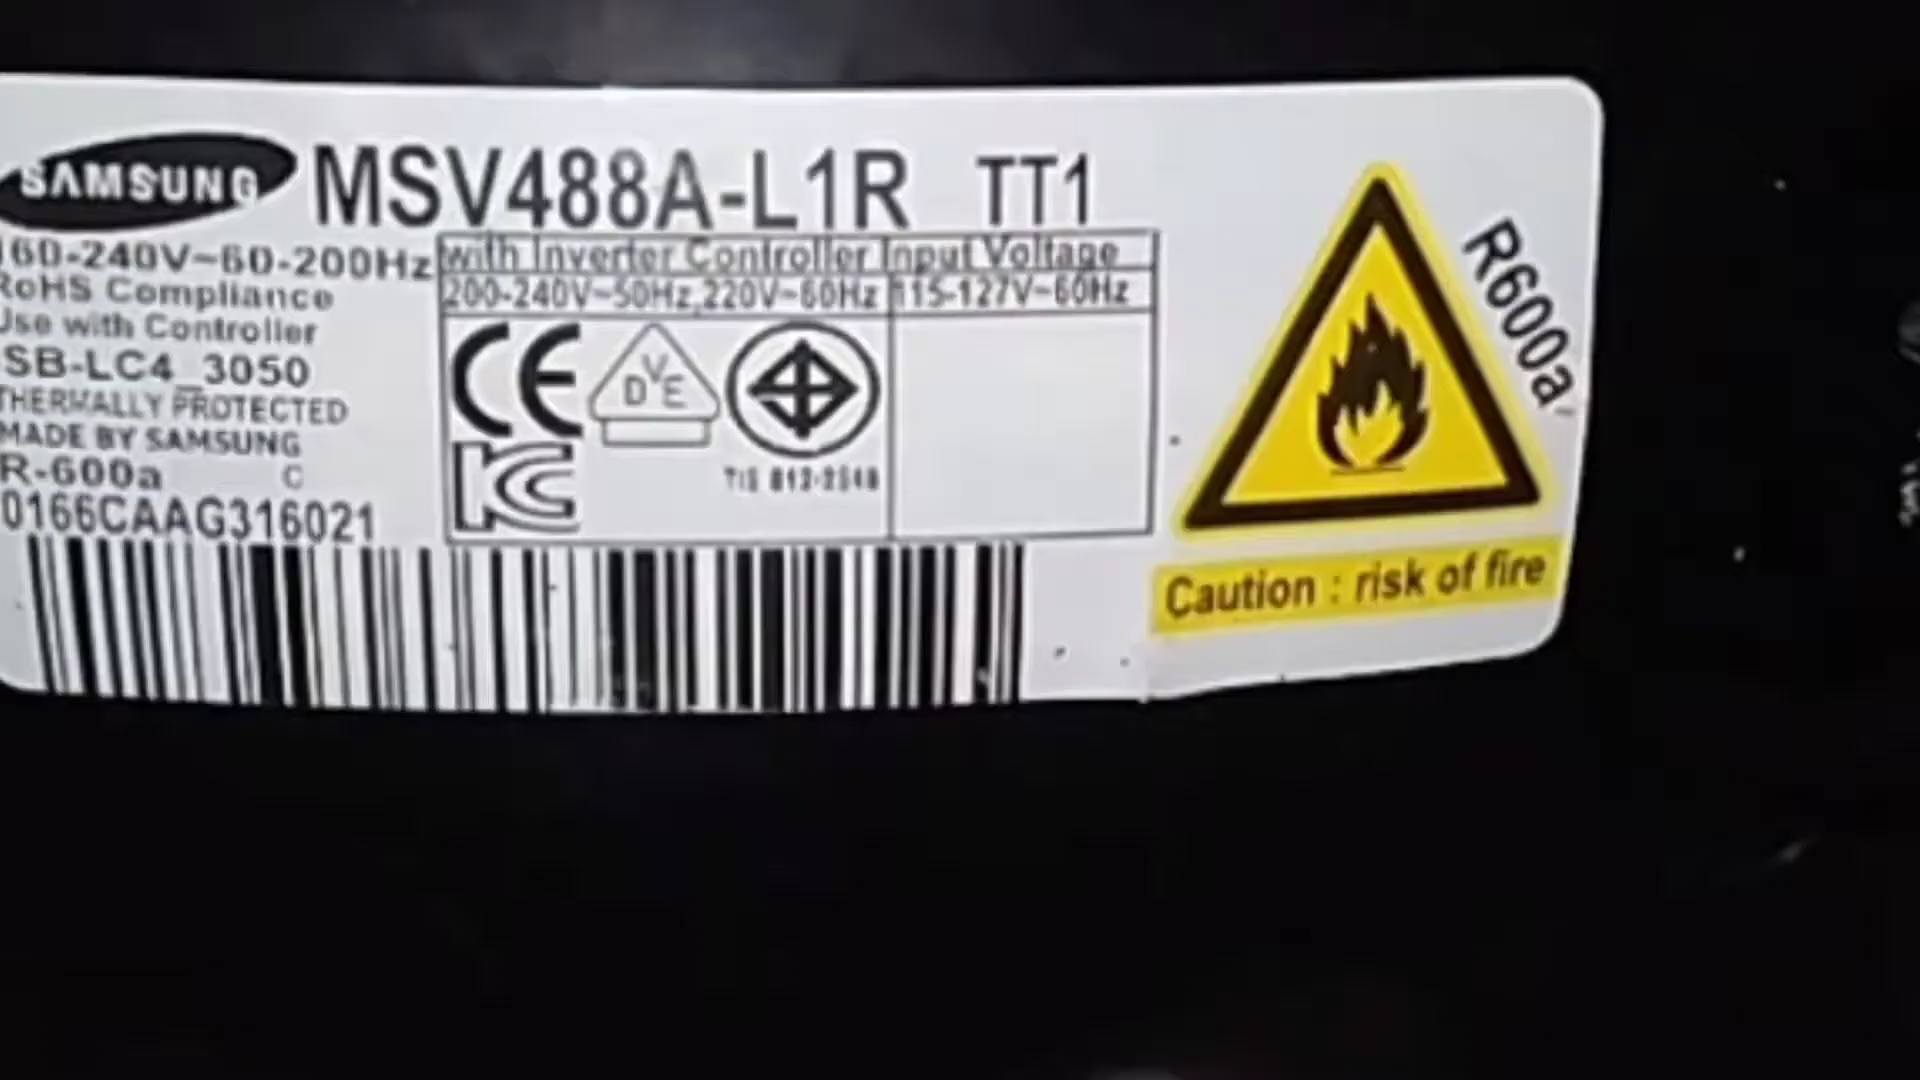 SAMSUNG MSV488A-L1R TT1
160-240V~60-200Hz
RoHS Compliance
Use with Controller
SB-LC4_3050
THERMALLY PROTECTED
MADE BY SAMSUNG
R-600a C
0166CAAG316021
with Inverter Controller Input Voltage
200-240V~50Hz,220V~60Hz 115-127V~60Hz
CE
DVE
KC
TIS
R600a
Caution : risk of fire